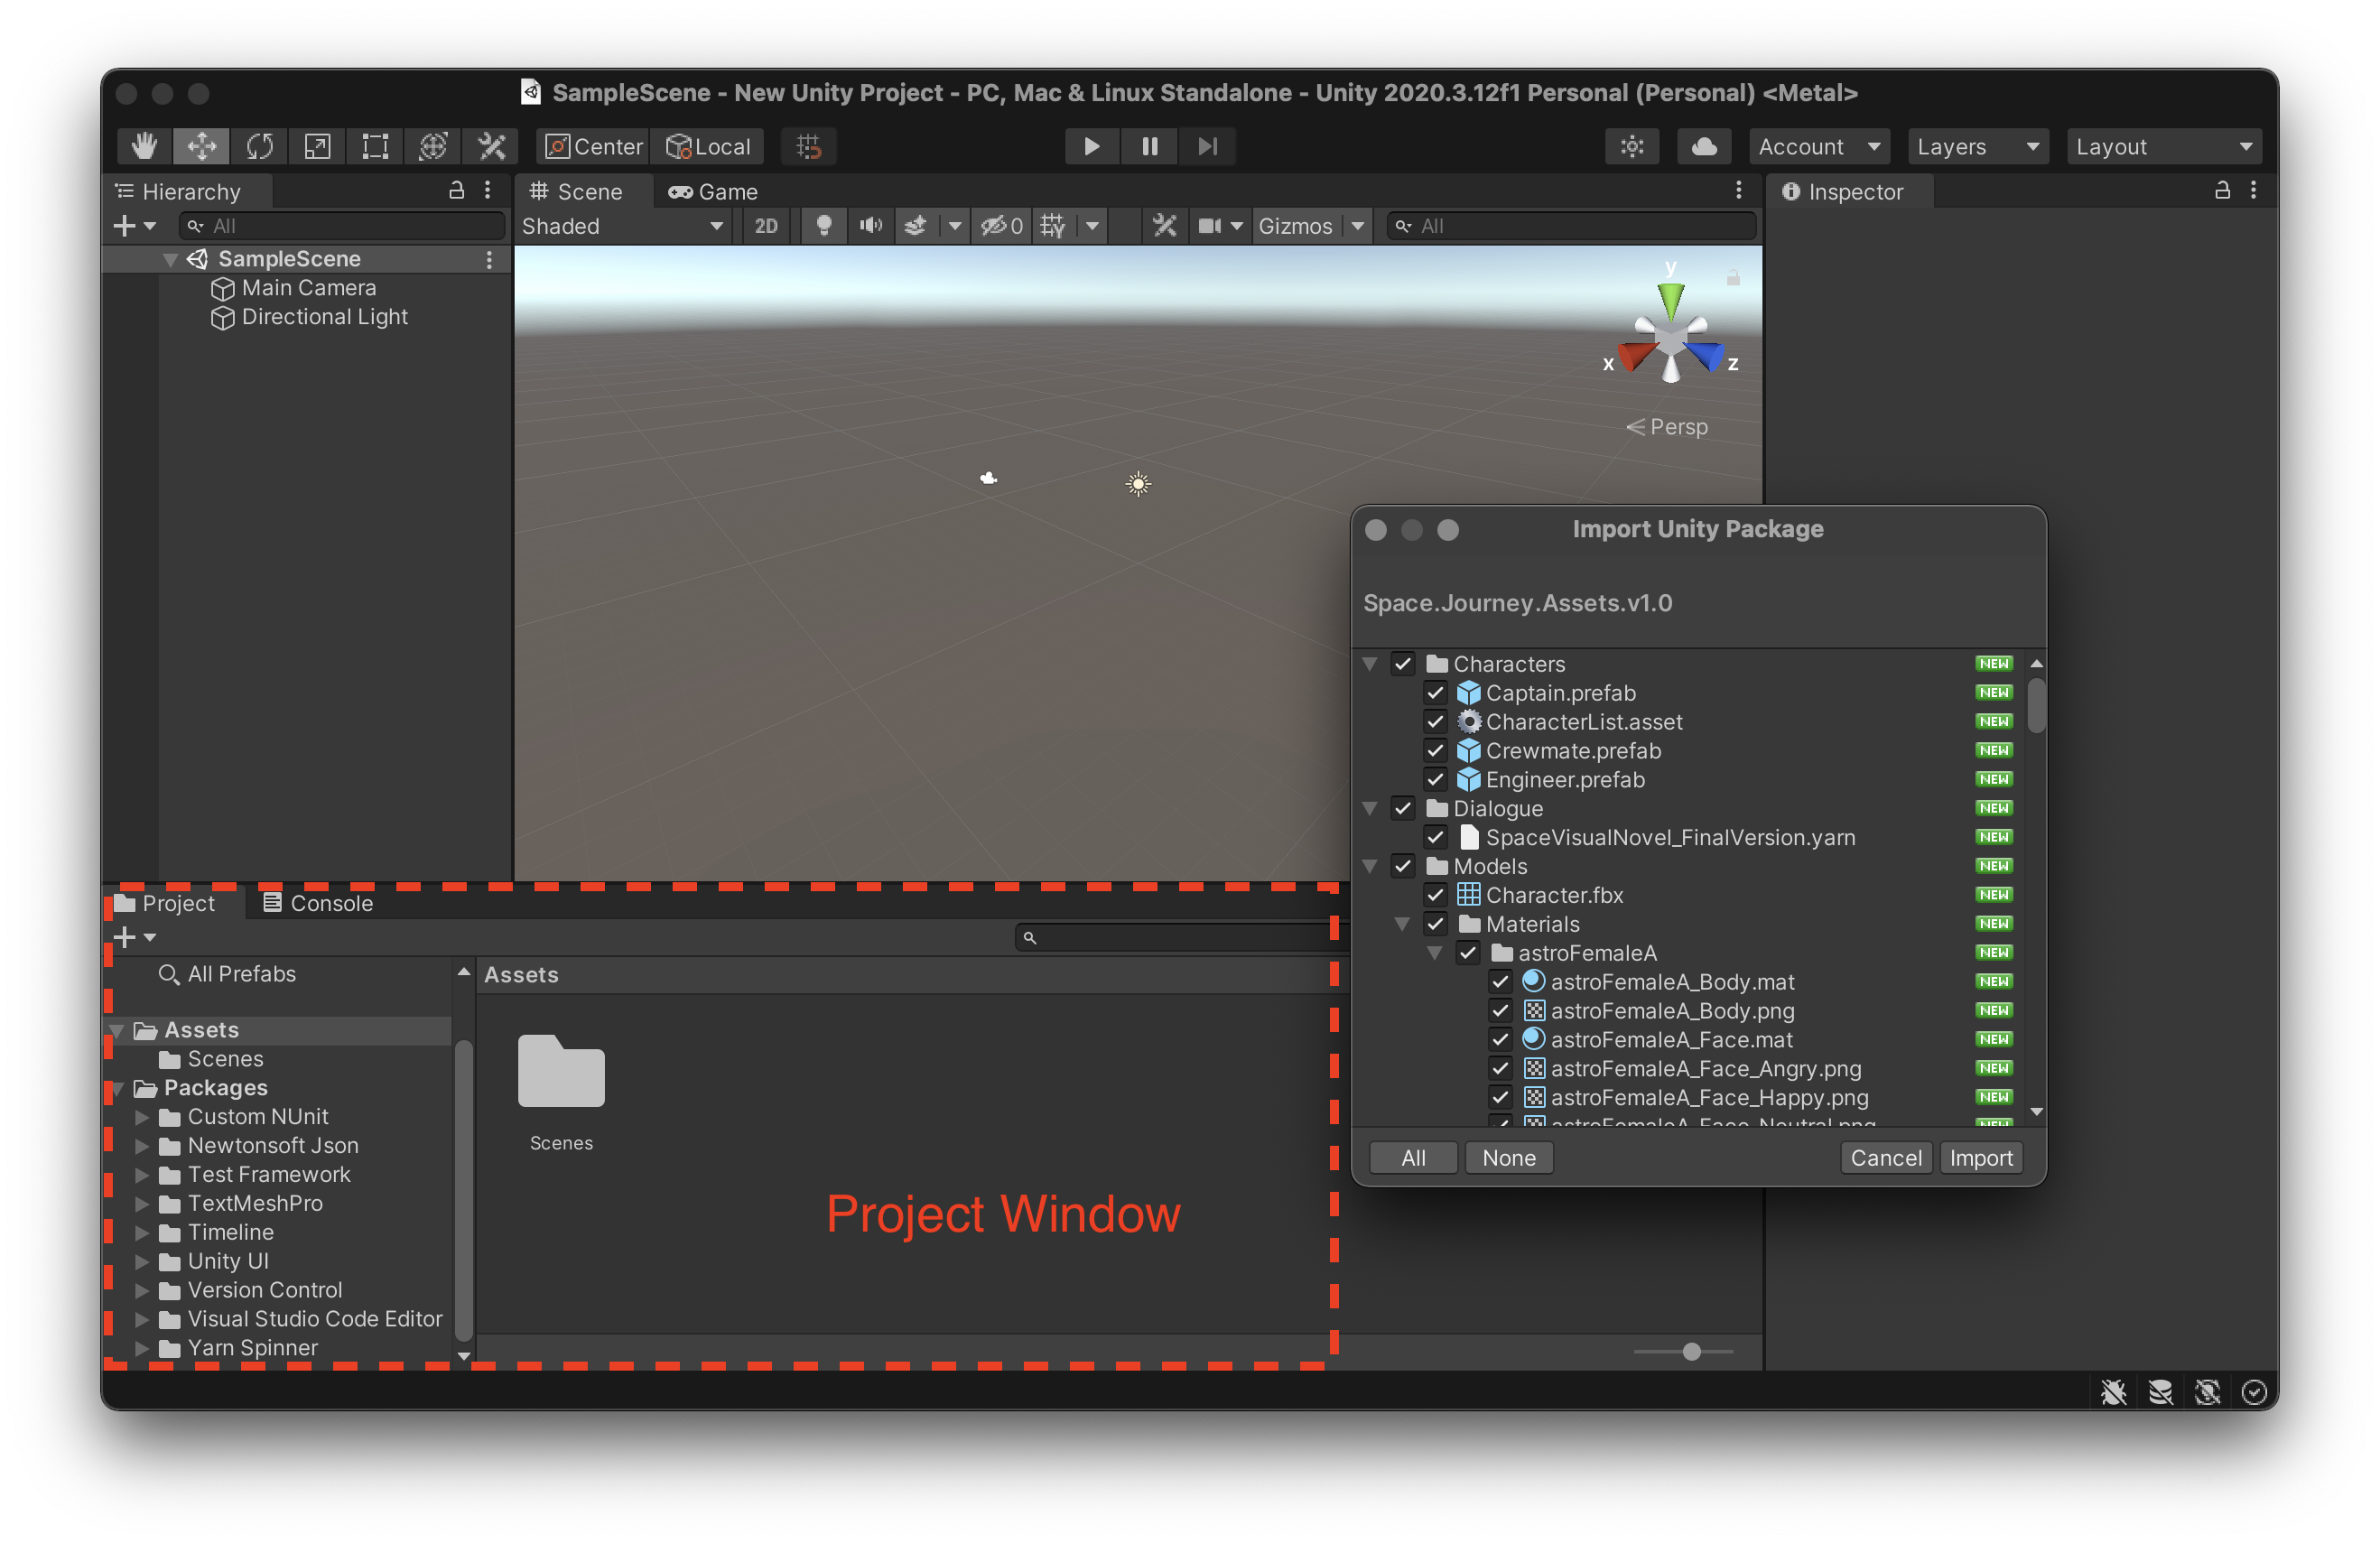 SampleScene - New Unity Project - PC, Mac & Linux Standalone - Unity 2020.3.12f1 Personal (Personal) <Metal>
Center Local Account Layers Layout
Hierarchy
All
SampleScene
Main Camera
Directional Light
Scene Game
Shaded 2D 0 Gizmos All
y
x z
Persp
Inspector
Project Console
All Prefabs
Assets
Scenes
Packages
Custom NUnit
Newtonsoft Json
Test Framework
TextMeshPro
Timeline
Unity UI
Version Control
Visual Studio Code Editor
Yarn Spinner
Assets
Scenes
Project Window
Import Unity Package
Space.Journey.Assets.v1.0
Characters NEW
Captain.prefab NEW
CharacterList.asset NEW
Crewmate.prefab NEW
Engineer.prefab NEW
Dialogue NEW
SpaceVisualNovel_FinalVersion.yarn NEW
Models NEW
Character.fbx NEW
Materials NEW
astroFemaleA NEW
astroFemaleA_Body.mat NEW
astroFemaleA_Body.png NEW
astroFemaleA_Face.mat NEW
astroFemaleA_Face_Angry.png NEW
astroFemaleA_Face_Happy.png NEW
astroFemaleA_Face_Neutral.png NEW
All None Cancel Import